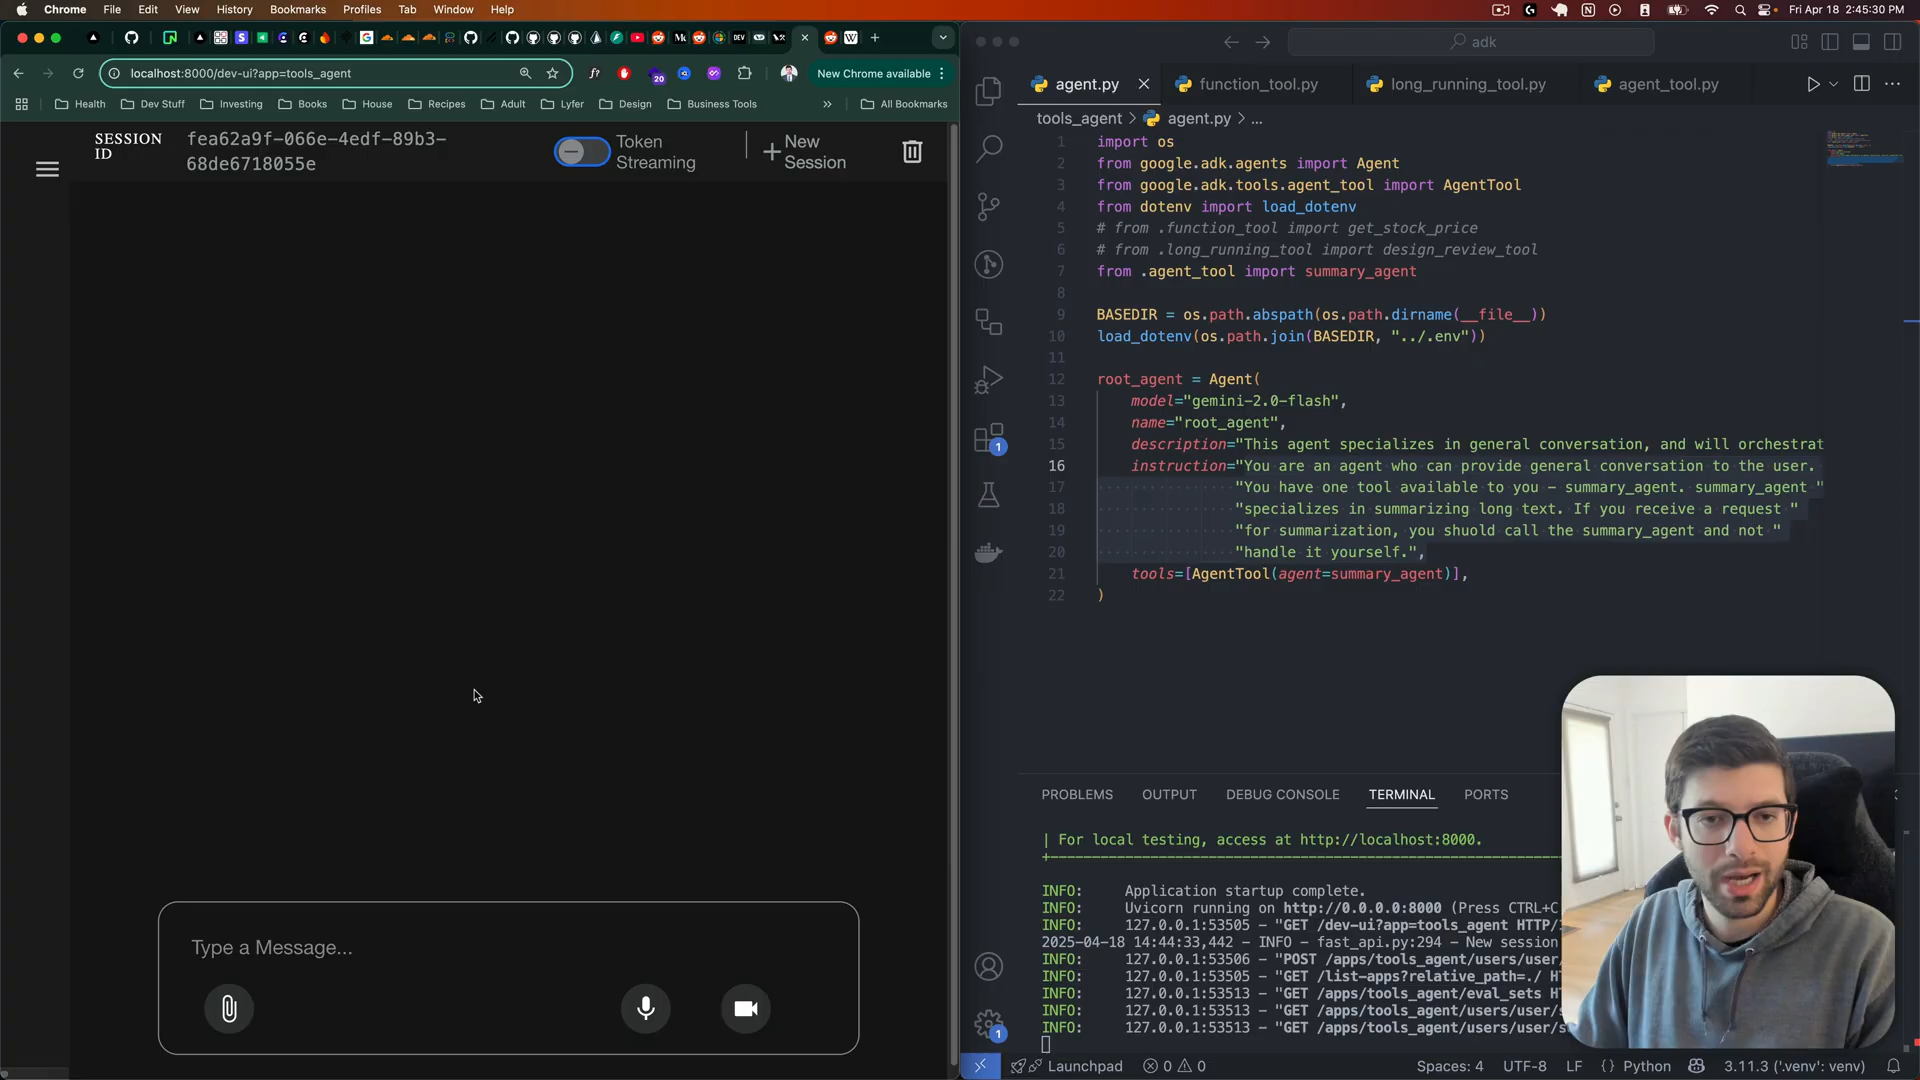 Chrome File Edit View History Bookmarks Profiles Tab Window Help
Fri Apr 18 2:45:30 PM
localhost:8000/dev-ui?app=tools_agent
20
New Chrome available
Health Dev Stuff Investing Books House Recipes Adult Lyfer Design Business Tools » All Bookmarks
SESSION ID
fea62a9f-066e-4edf-89b3-
68de6718055e
Token Streaming
New Session
Type a Message...
adk
agent.py function_tool.py long_running_tool.py agent_tool.py
tools_agent > agent.py > ...
1 import os
2 from google.adk.agents import Agent
3 from google.adk.tools.agent_tool import AgentTool
4 from dotenv import load_dotenv
5 # from .function_tool import get_stock_price
6 # from .long_running_tool import design_review_tool
7 from .agent_tool import summary_agent
8
9 BASEDIR = os.path.abspath(os.path.dirname(__file__))
10 load_dotenv(os.path.join(BASEDIR, "../.env"))
11
12 root_agent = Agent(
13 model="gemini-2.0-flash",
14 name="root_agent",
15 description="This agent specializes in general conversation, and will orchestrat
16 instruction="You are an agent who can provide general conversation to the user.
17 "You have one tool available to you - summary_agent. summary_agent "
18 "specializes in summarizing long text. If you receive a request "
19 "for summarization, you shuold call the summary_agent and not "
20 "handle it yourself.",
21 tools=[AgentTool(agent=summary_agent)],
22 )
1
PROBLEMS OUTPUT DEBUG CONSOLE TERMINAL PORTS
| For local testing, access at http://localhost:8000.
INFO: Application startup complete.
INFO: Uvicorn running on http://0.0.0.0:8000 (Press CTRL+C
INFO: 127.0.0.1:53505 - "GET /dev-ui?app=tools_agent HTTP/
2025-04-18 14:44:33,442 - INFO - fast_api.py:294 - New session
INFO: 127.0.0.1:53506 - "POST /apps/tools_agent/users/user/
INFO: 127.0.0.1:53505 - "GET /list-apps?relative_path=./ H
INFO: 127.0.0.1:53513 - "GET /apps/tools_agent/eval_sets H
INFO: 127.0.0.1:53513 - "GET /apps/tools_agent/users/user/s
INFO: 127.0.0.1:53513 - "GET /apps/tools_agent/users/user/s
1
Launchpad 0 0 Spaces: 4 UTF-8 LF {} Python 3.11.3 ('.venv': venv)